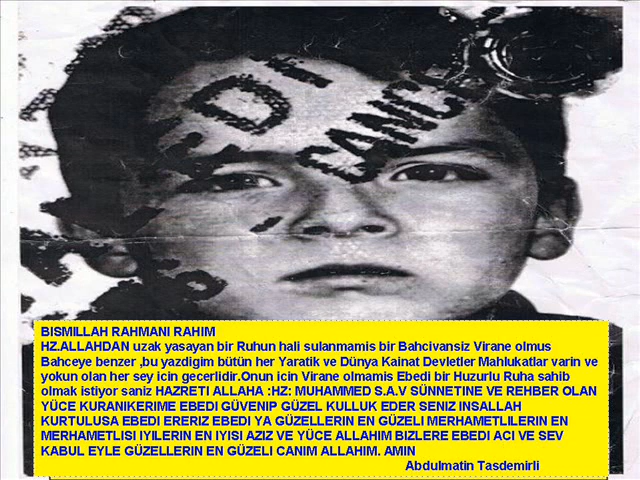 CANC
BISMILLAH RAHMANI RAHIM
HZ.ALLAHDAN uzak yasayan bir Ruhun hali sulanmamis bir Bahcivansiz Virane olmus
Bahceye benzer ,bu yazdigim bütün her Yaratik ve Dünya Kainat Devletler Mahlukatlar varin ve
yokun olan her sey icin gecerlidir.Onun icin Virane olmamis Ebedi bir Huzurlu Ruha sahib
olmak istiyor saniz HAZRETI ALLAHA :HZ: MUHAMMED S.A.V SÜNNETINE VE REHBER OLAN
YÜCE KURANIKERIME EBEDI GÜVENIP GÜZEL KULLUK EDER SENIZ INSALLAH
KURTULUSA EBEDI ERERIZ EBEDI YA GÜZELLERIN EN GÜZELI MERHAMETLILERIN EN
MERHAMETLISI IYILERIN EN IYISI AZIZ VE YÜCE ALLAHIM BIZLERE EBEDI ACI VE SEV
KABUL EYLE GÜZELLERIN EN GÜZELI CANIM ALLAHIM. AMIN
Abdulmatin Tasdemirli